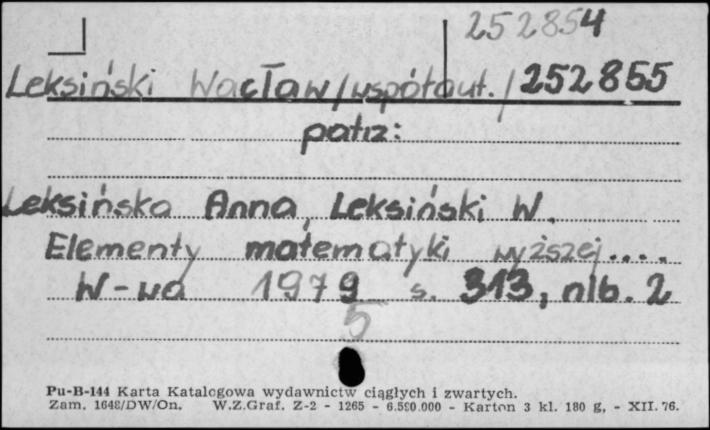 252854
Leksiński Wacław/współaut./ 252855
patrz:
Leksińska Anna, Leksiński W.
Elementy matematyki wyższej....
W-wa 1979 s. 313, nlb. 2
5
Pu-B-144 Karta Katalogowa wydawnictw ciągłych i zwartych.
Zam. 1648/DW/On. W.Z.Graf. Z-2 - 1265 - 6.590.000 - Karton 3 kl. 180 g, - XII. 76.